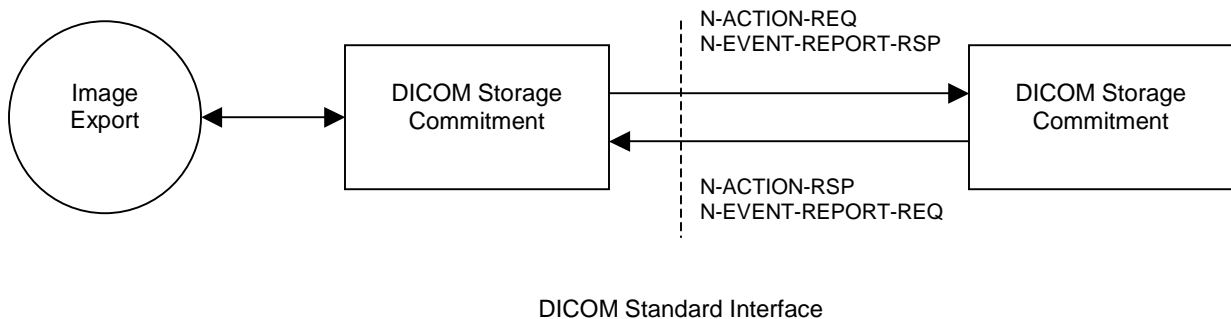 N-ACTION-REQ
N-EVENT-REPORT-RSP
Image
Export
DICOM Storage
Commitment
DICOM Storage
Commitment
N-ACTION-RSP
N-EVENT-REPORT-REQ
DICOM Standard Interface